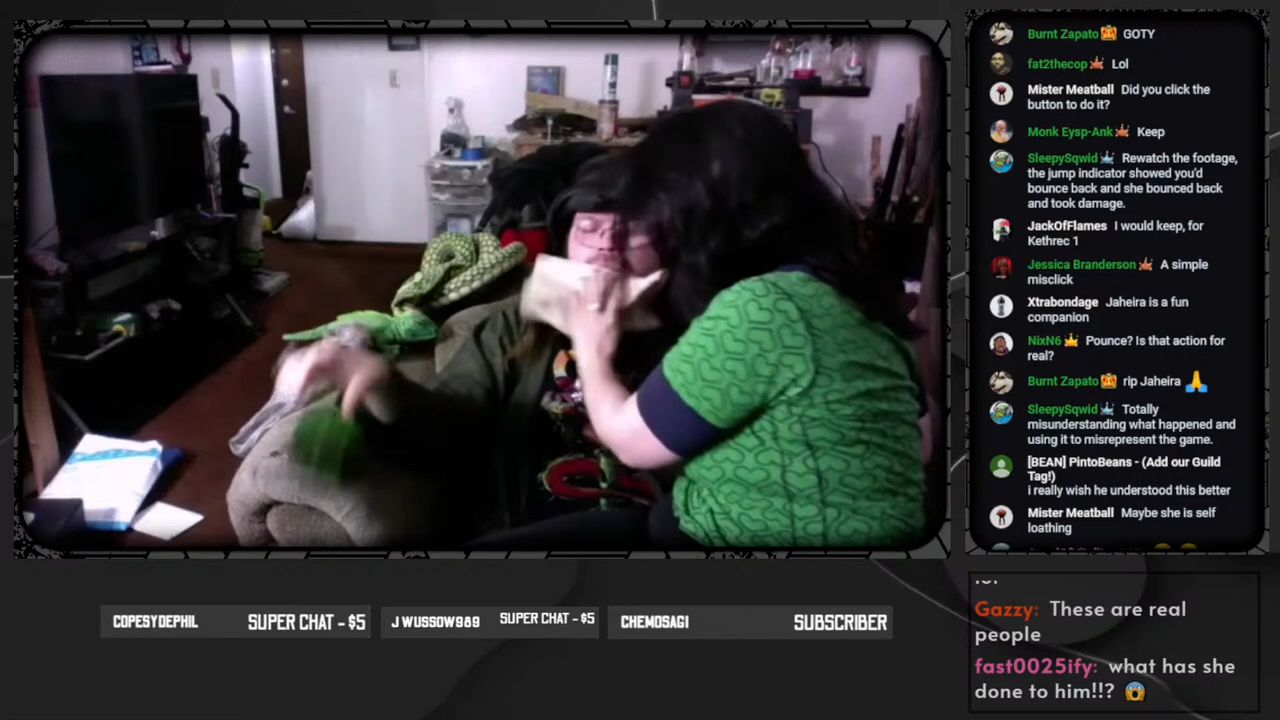 Burnt Zapato GOTY
fat2thecop Lol
Mister Meatball Did you click the
button to do it?
Monk Eysp-Ank Keep
SleepySqwid Rewatch the footage,
the jump indicator showed you'd
bounce back and she bounced back
and took damage.
JackOfFlames I would keep, for
Kethrec 1
Jessica Branderson A simple
misclick
Xtrabondage Jaheira is a fun
companion
NixN6 Pounce? Is that action for
real?
Burnt Zapato rip Jaheira 🙏
SleepySqwid Totally
misunderstanding what happened and
using it to misrepresent the game.
[BEAN] PintoBeans - (Add our Guild
Tag!)
i really wish he understood this better
Mister Meatball Maybe she is self
loathing
Gazzy: These are real
people
fast0025ify: what has she
done to him!!? 😱
COPESYDEPHIL SUPER CHAT - $5
J WUSSOW989 SUPER CHAT - $5
CHEMOSAGI SUBSCRIBER